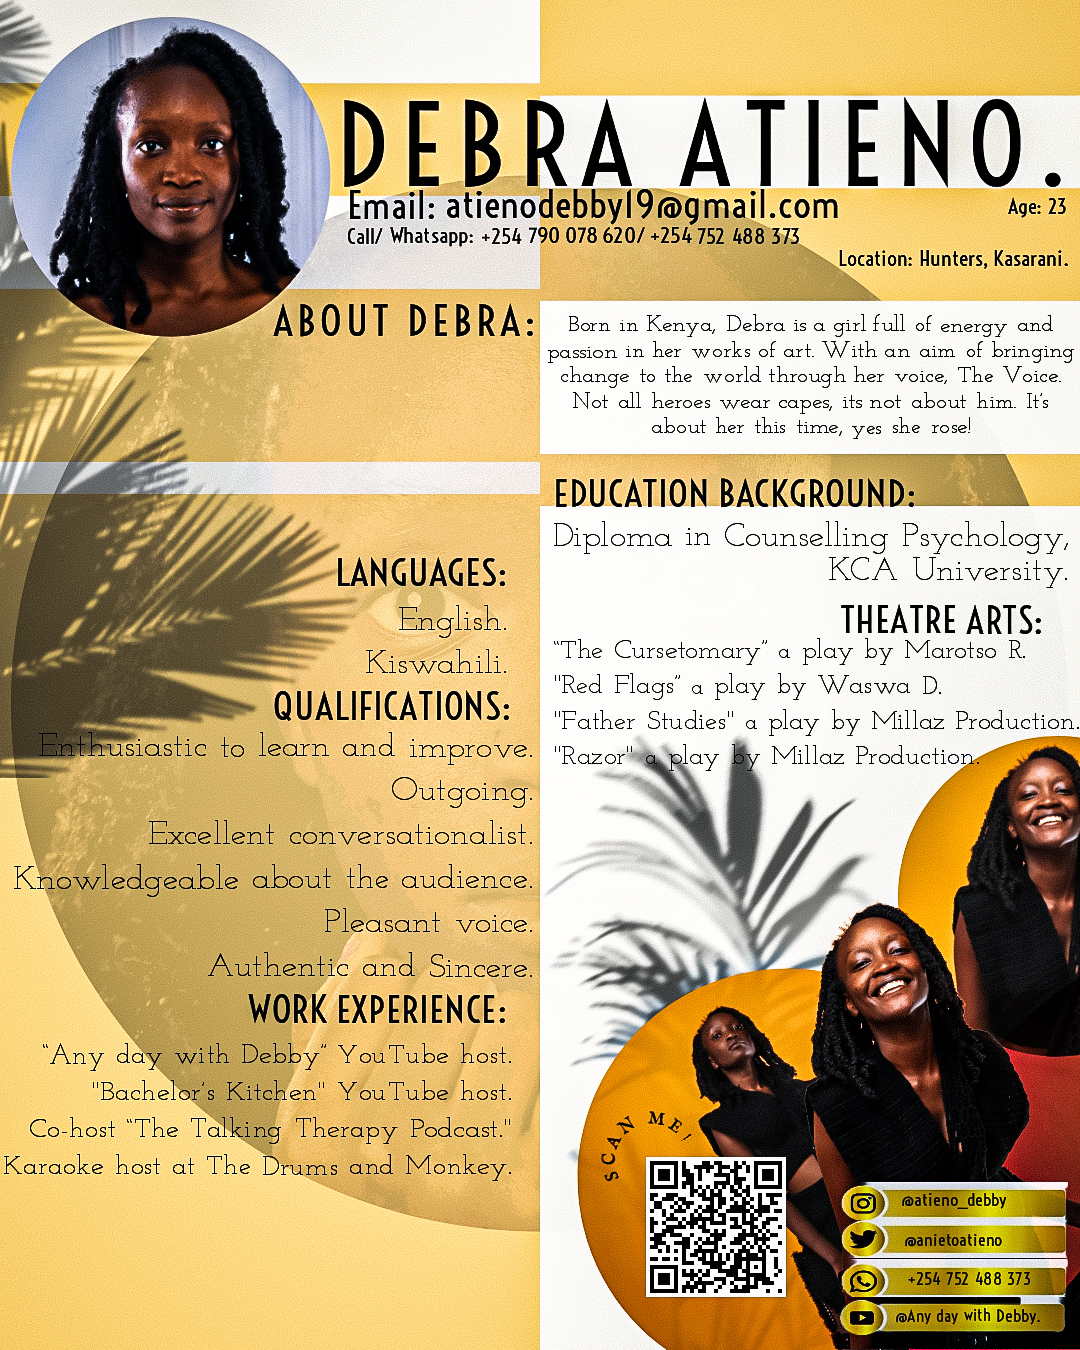 DEBRA ATIENO.
Email: atienodebby19@gmail.com
Age: 23
Call/ Whatsapp: +254 790 078 620/ +254 752 488 373
Location: Hunters, Kasarani.
ABOUT DEBRA:
Born in Kenya, Debra is a girl full of energy and
passion in her works of art. With an aim of bringing
change to the world through her voice, The Voice.
Not all heroes wear capes, its not about him. It's
about her this time, yes she rose!
LANGUAGES:
English.
Kiswahili.
QUALIFICATIONS:
Enthusiastic to learn and improve.
Outgoing.
Excellent conversationalist.
Knowledgeable about the audience.
Pleasant voice.
Authentic and Sincere.
WORK EXPERIENCE:
“Any day with Debby” YouTube host.
"Bachelor's Kitchen" YouTube host.
Co-host “The Talking Therapy Podcast."
Karaoke host at The Drums and Monkey.
EDUCATION BACKGROUND:
Diploma in Counselling Psychology,
KCA University.
THEATRE ARTS:
“The Cursetomary” a play by Marotso R.
"Red Flags” a play by Waswa D.
"Father Studies" a play by Millaz Production.
"Razor" a play by Millaz Production.
SCAN ME!
@atieno_debby
@anietoatieno
+254 752 488 373
@Any day with Debby.